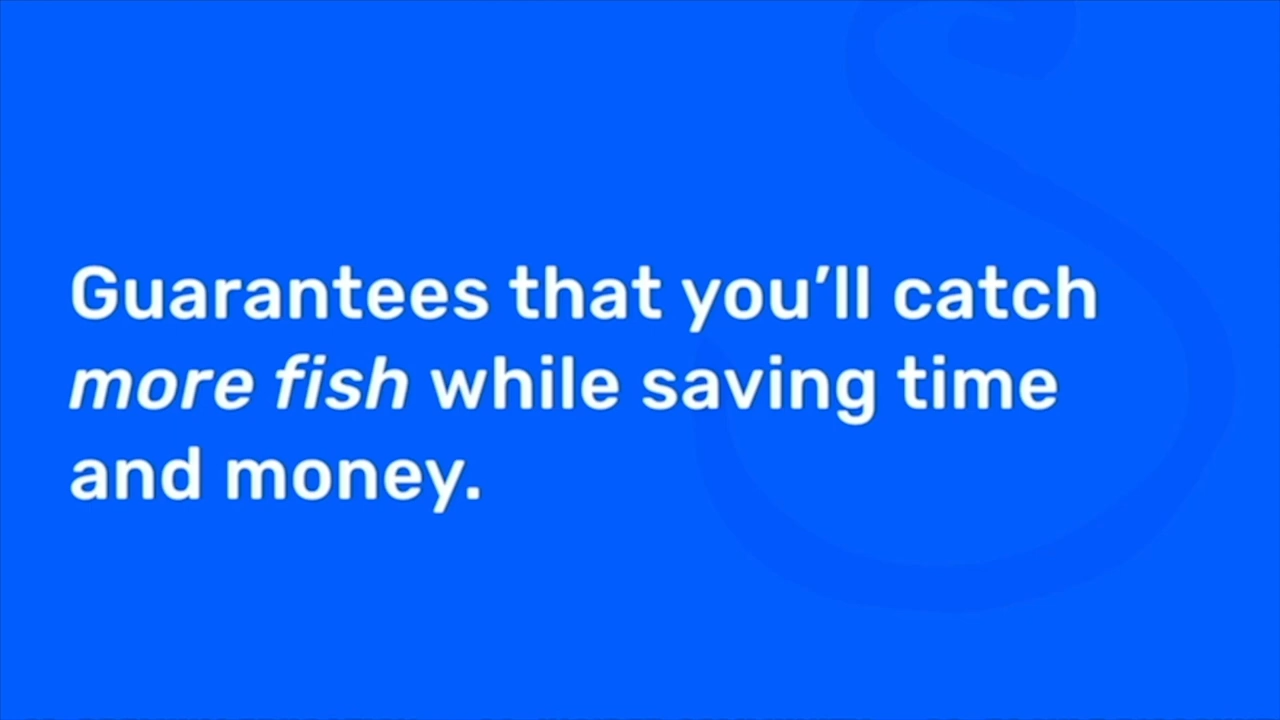 Guarantees that you’ll catch
more fish while saving time
and money.